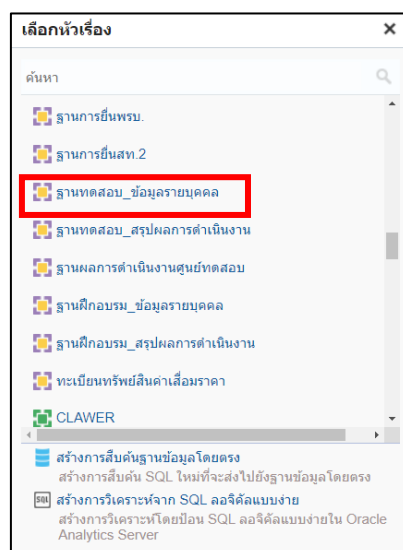 เลือกหัวเรื่อง
ค้นหา
ฐานการยื่นพรบ.
ฐานการยื่นสท.2
ฐานทดสอบ_ข้อมูลรายบุคคล
ฐานทดสอบ_สรุปผลการดำเนินงาน
ฐานผลการดำเนินงานศูนย์ทดสอบ
ฐานฝึกอบรม_ข้อมูลรายบุคคล
ฐานฝึกอบรม_สรุปผลการดำเนินงาน
ทะเบียนทรัพย์สินค่าเสื่อมราคา
CLAWER
สร้างการสืบค้นฐานข้อมูลโดยตรง
สร้างการสืบค้น SQL ใหม่ที่จะส่งไปยังฐานข้อมูลโดยตรง
SQL สร้างการวิเคราะห์จาก SQL ลอจิคัลแบบง่าย
สร้างการวิเคราะห์โดยป้อน SQL ลอจิคัลแบบง่ายใน Oracle
Analytics Server